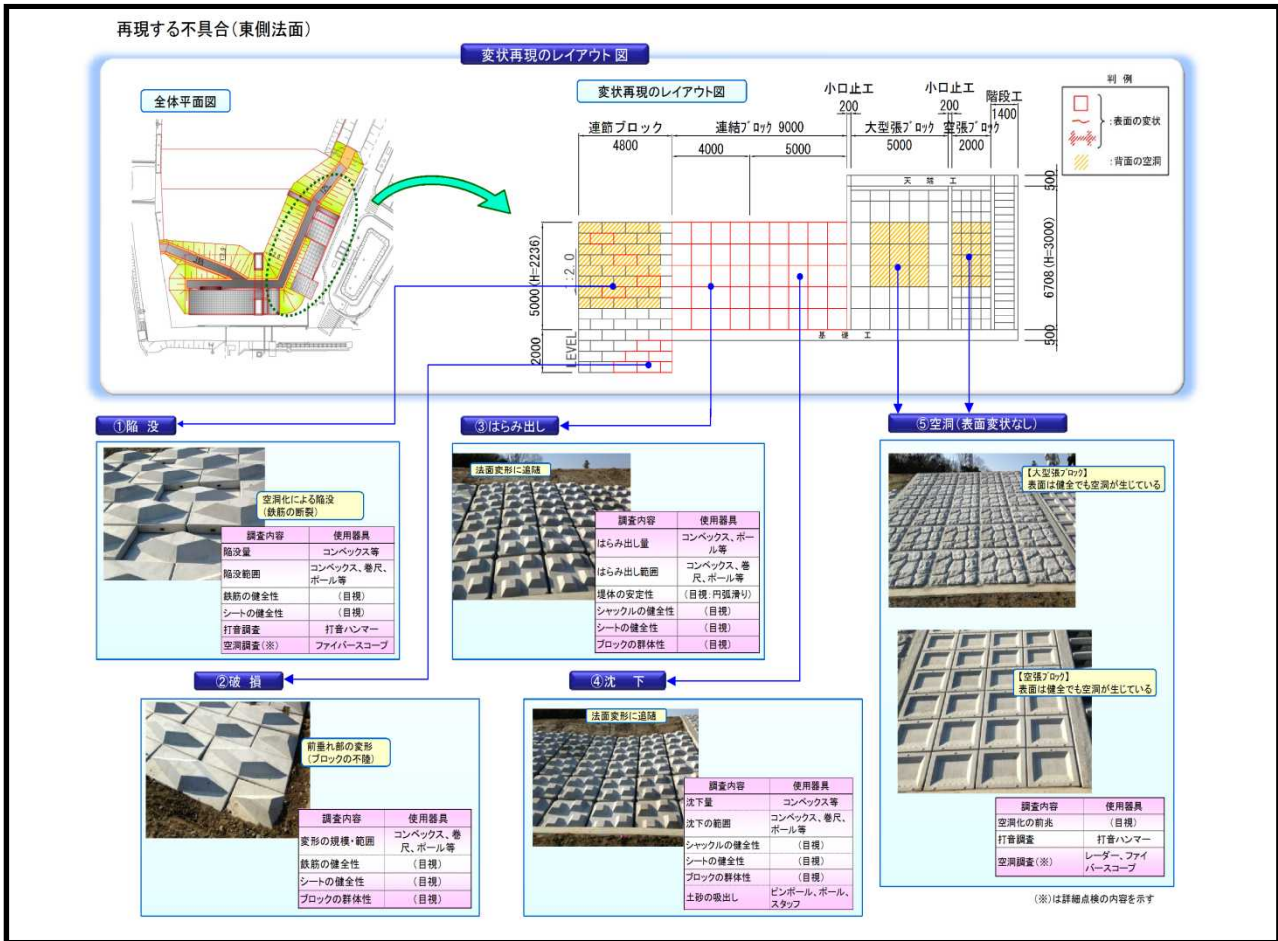 再現する不具合(東側法面)
変状再現のレイアウト図
全体平面図
変状再現のレイアウト図
小口止工
200
小口止工
200
階段工
1400
判 例
:表面の変状
:背面の空洞
連節ブロック
4800
連結ブロック 9000
4000
5000
大型張ブロック
5000
空張ブロック
2000
天 端 工
500
5000 (H=2236)
1:2.0
6708 (H=3000)
基 礎 工
500
2000
LEVEL
①陥 没
空洞化による陥没
(鉄筋の断裂)
調査内容 使用器具
陥没量 コンベックス等
陥没範囲 コンベックス、巻尺、
ポール等
鉄筋の健全性 (目視)
シートの健全性 (目視)
打音調査 打音ハンマー
空洞調査(※) ファイバースコープ
②破 損
前垂れ部の変形
(ブロックの不陸)
調査内容 使用器具
変形の規模・範囲 コンベックス、巻
尺、ポール等
鉄筋の健全性 (目視)
シートの健全性 (目視)
ブロックの群体性 (目視)
③はらみ出し
法面変形に追随
調査内容 使用器具
はらみ出し量 コンベックス、ポー
ル等
はらみ出し範囲 コンベックス、巻
尺、ポール等
堤体の安定性 (目視:円弧滑り)
シャックルの健全性 (目視)
シートの健全性 (目視)
ブロックの群体性 (目視)
④沈 下
法面変形に追随
調査内容 使用器具
沈下量 コンベックス等
沈下の範囲 コンベックス、巻尺、
ポール等
シャックルの健全性 (目視)
シートの健全性 (目視)
ブロックの群体性 (目視)
土砂の吸出し ピンポール、ポール、
スタッフ
⑤空洞(表面変状なし)
【大型張ブロック】
表面は健全でも空洞が生じている
【空張ブロック】
表面は健全でも空洞が生じている
調査内容 使用器具
空洞化の前兆 (目視)
打音調査 打音ハンマー
空洞調査(※) レーダー、ファイ
バースコープ
(※)は詳細点検の内容を示す